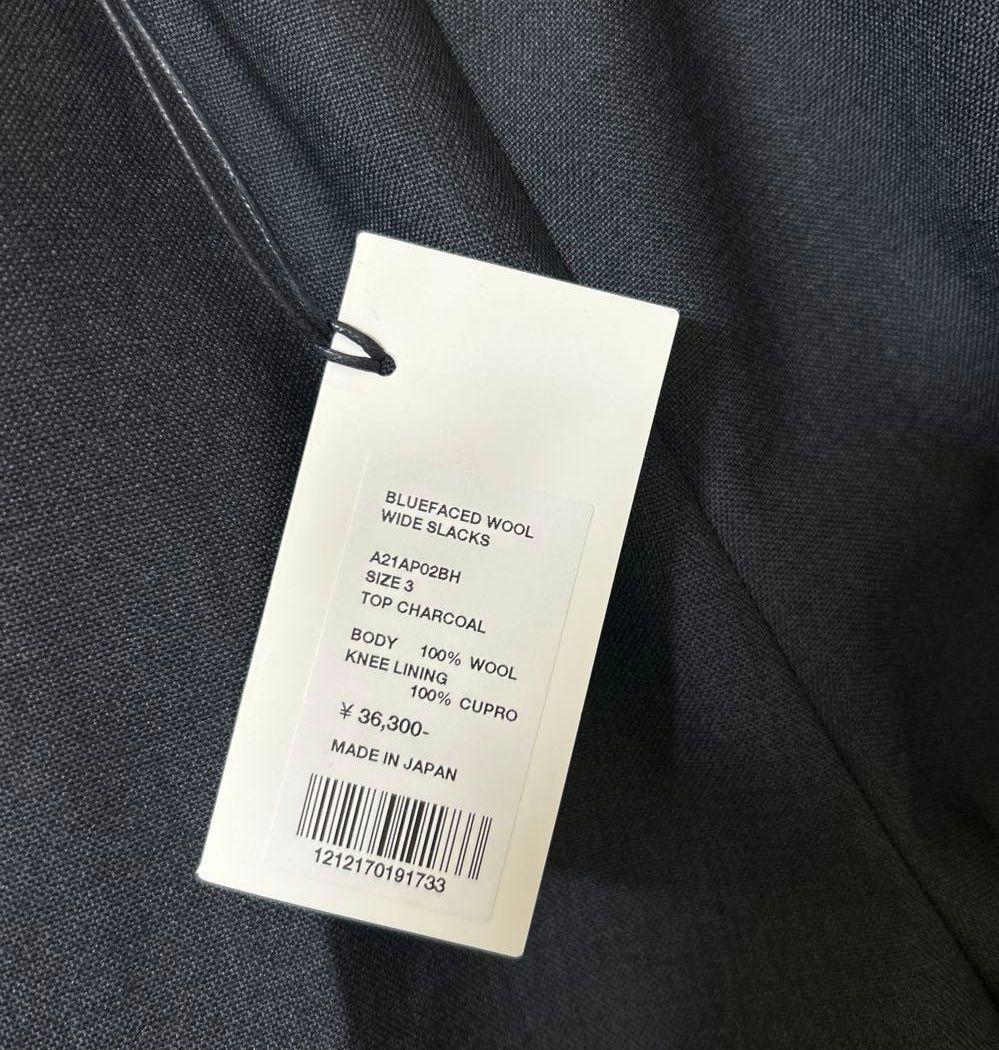 BLUEFACED WOOL
WIDE SLACKS
A21AP02BH
SIZE 3
TOP CHARCOAL
BODY 100% WOOL
KNEE LINING
100% CUPRO
¥ 36,300-
MADE IN JAPAN
1212170191733